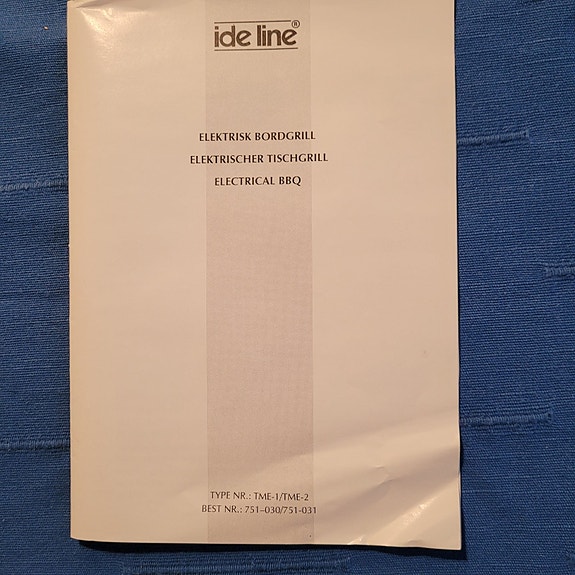 ide line®
ELEKTRISK BORDGRILL
ELEKTRISCHER TISCHGRILL
ELECTRICAL BBQ
TYPE NR.: TME-1/TME-2
BEST NR.: 751-030/751-031